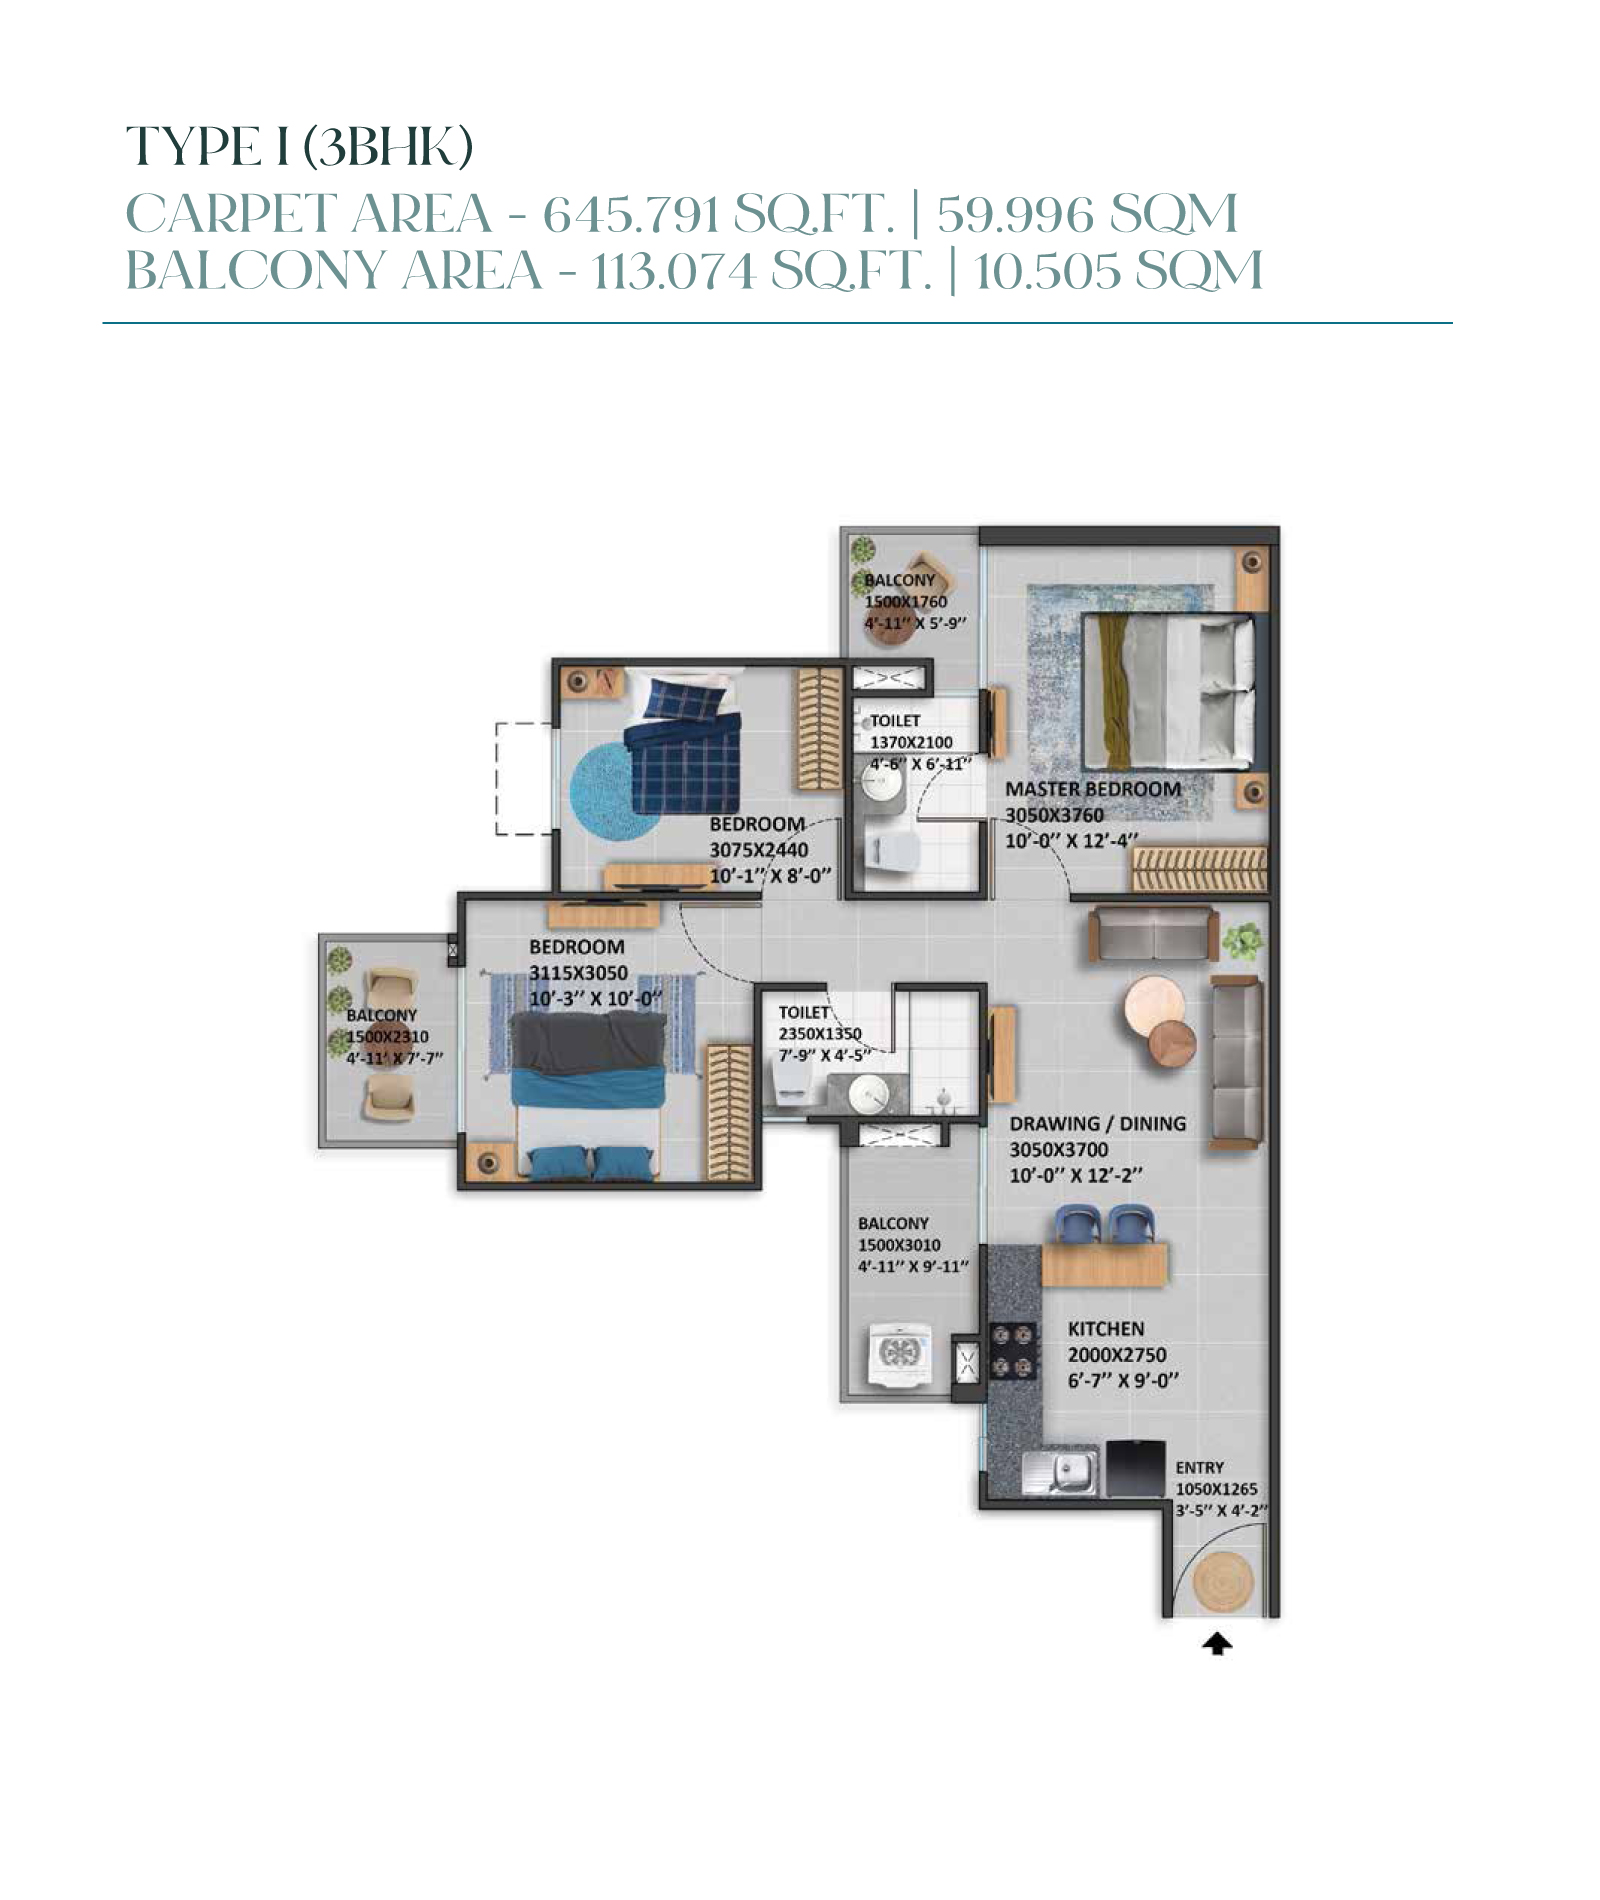 TYPE I (3BHK)
CARPET AREA - 645.791 SQ.FT. | 59.996 SQM
BALCONY AREA - 113.074 SQ.FT. | 10.505 SQM
BALCONY
1500X1760
4'-11'' X 5'-9''
TOILET
1370X2100
4'-6'' X 6'-11''
MASTER BEDROOM
3050X3760
10'-0'' X 12'-4''
BEDROOM
3075X2440
10'-1'' X 8'-0''
BEDROOM
3115X3050
10'-3'' X 10'-0''
BALCONY
1500X2310
4'-11' X 7'-7''
TOILET
2350X1350
7'-9'' X 4'-5''
DRAWING / DINING
3050X3700
10'-0'' X 12'-2''
BALCONY
1500X3010
4'-11'' X 9'-11''
KITCHEN
2000X2750
6'-7'' X 9'-0''
ENTRY
1050X1265
3'-5'' X 4'-2''